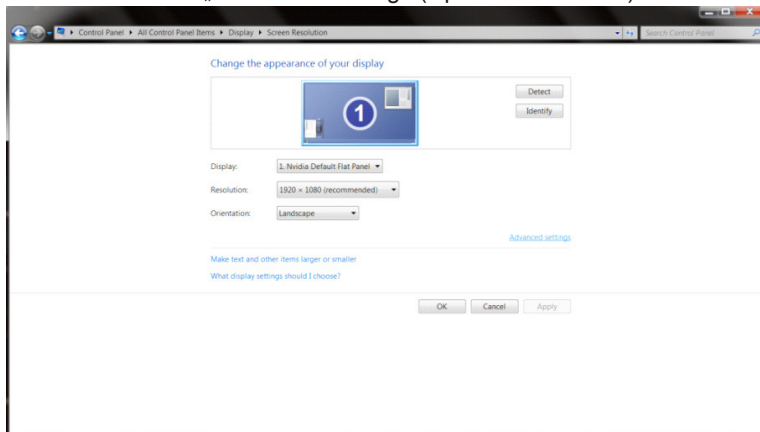 Control Panel ▸ All Control Panel Items ▸ Display ▸ Screen Resolution Search Control Panel
Change the appearance of your display
1
Detect
Identify
Display: 1. Nvidia Default Flat Panel
Resolution: 1920 × 1080 (recommended)
Orientation: Landscape
Advanced settings
Make text and other items larger or smaller
What display settings should I choose?
OK Cancel Apply